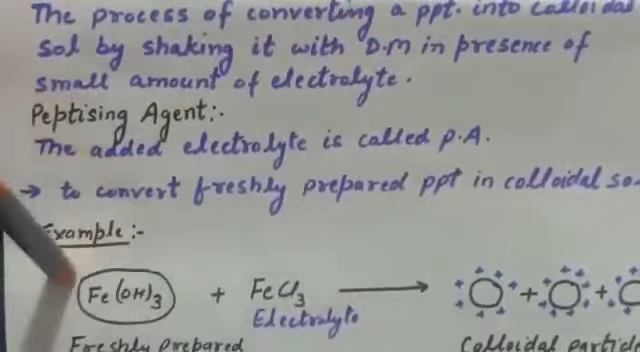 The process of converting a ppt. into colloidal
sol by shaking it with D.M in presence of
small amount of electrolyte.
Peptising Agent:-
The added electrolyte is called P.A.
→ to convert freshly prepared ppt in colloidal so
Example:-
Fe(OH)3 + FeCl3 →
Electrolyte
Freshly Prepared Colloidal particle